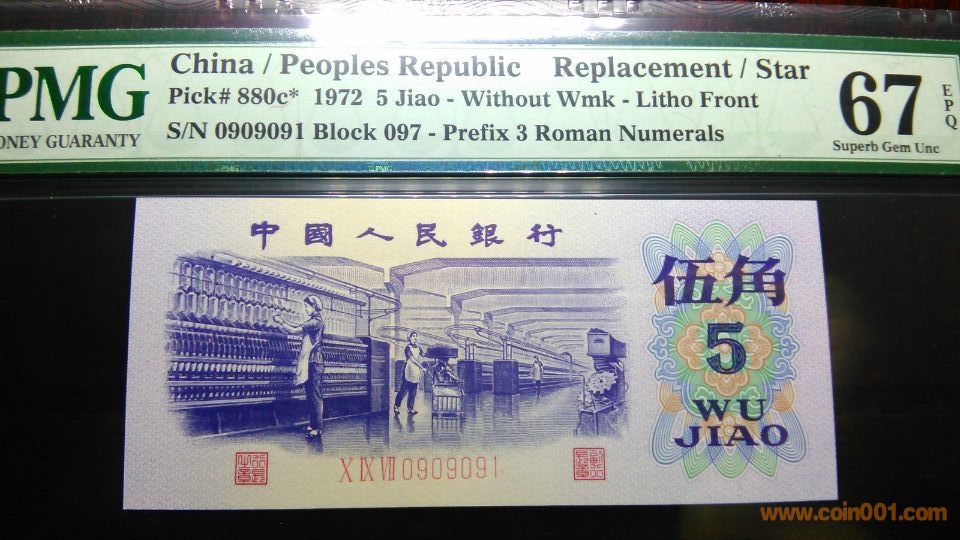 China / Peoples Republic Replacement / Star
PMG
Pick# 880c* 1972 5 Jiao - Without Wmk - Litho Front
67
EPQ
S/N 0909091 Block 097 - Prefix 3 Roman Numerals
ONEY GUARANTY
Superb Gem Unc
中國人民銀行
伍角
5
WU
JIAO
X IX VII 0909091
www.coin001.com